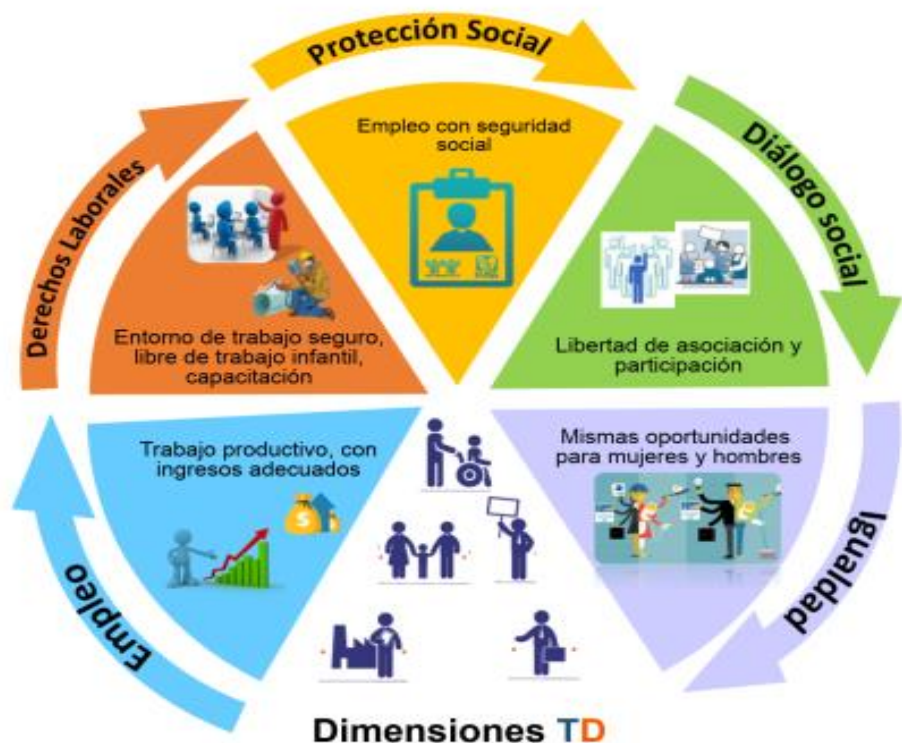 Protección Social
Empleo con seguridad
social
Diálogo social
Libertad de asociación y
participación
Igualdad
Mismas oportunidades
para mujeres y hombres
Derechos Laborales
Entorno de trabajo seguro,
libre de trabajo infantil,
capacitación
Empleo
Trabajo productivo, con
ingresos adecuados
$
Dimensiones TD